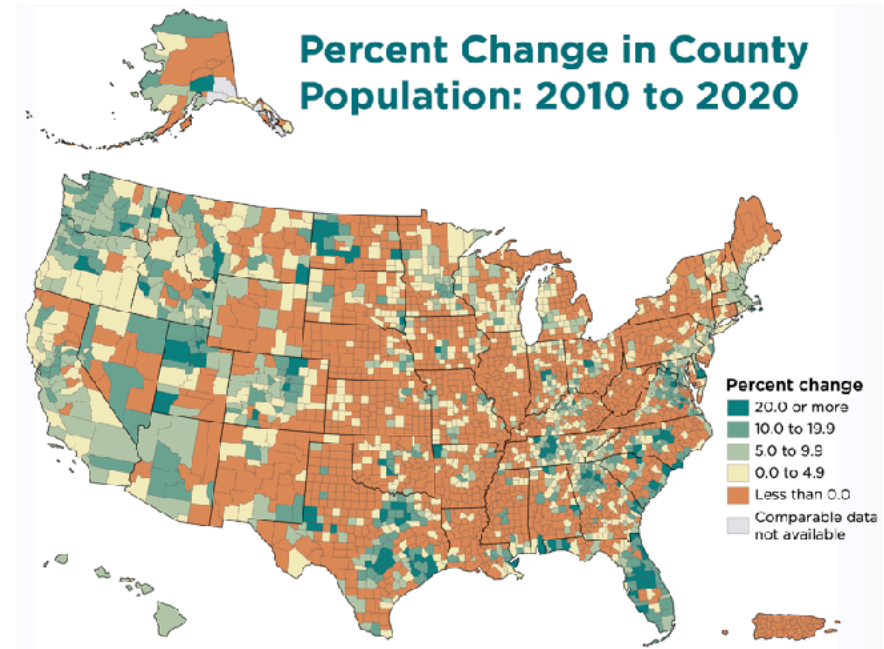 Percent Change in County
Population: 2010 to 2020
Percent change
20.0 or more
10.0 to 19.9
5.0 to 9.9
0.0 to 4.9
Less than 0.0
Comparable data
not available